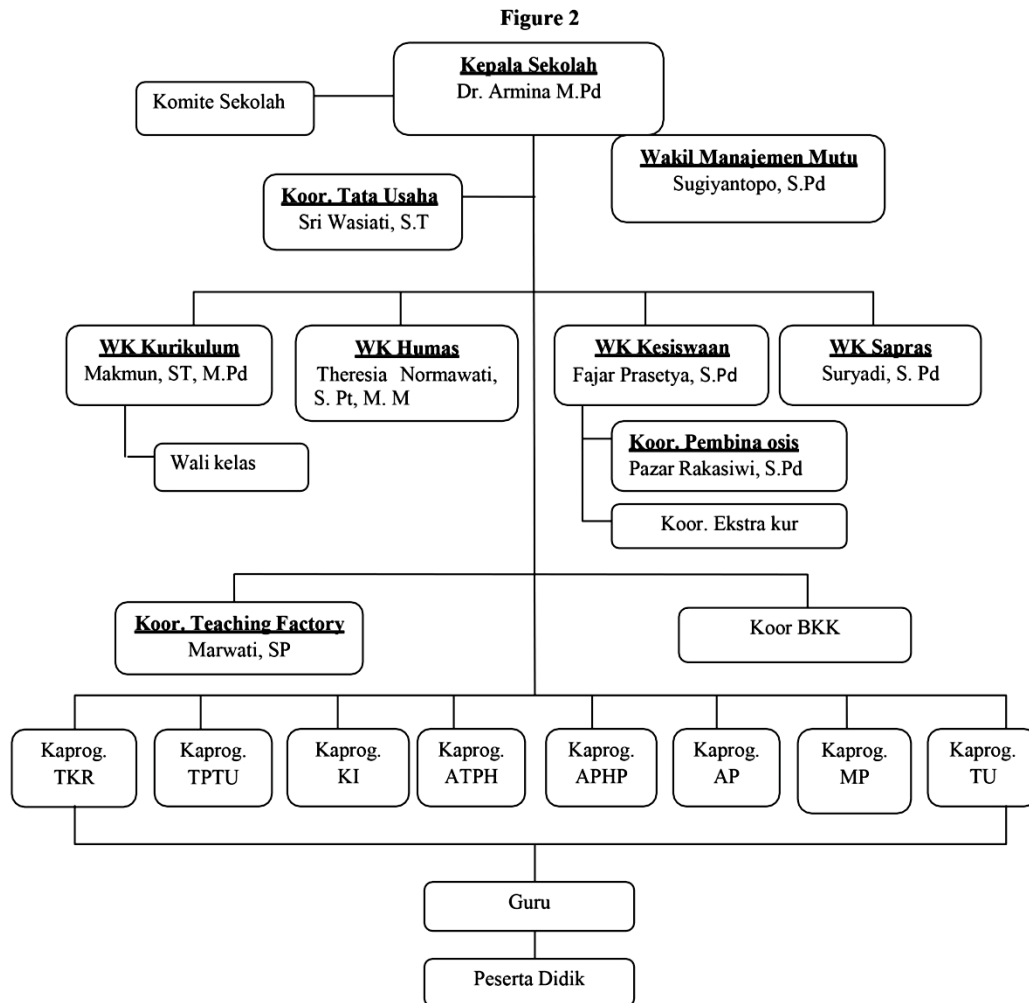 Figure 2
Kepala Sekolah
Dr. Armina M.Pd
Komite Sekolah
Wakil Manajemen Mutu
Sugiyantopo, S.Pd
Koor. Tata Usaha
Sri Wasiati, S.T
WK Kurikulum
Makmun, ST, M.Pd
WK Humas
Theresia Normawati,
S. Pt, M. M
WK Kesiswaan
Fajar Prasetya, S.Pd
WK Sapras
Suryadi, S. Pd
Wali kelas
Koor. Pembina osis
Pazar Rakasiwi, S.Pd
Koor. Ekstra kur
Koor. Teaching Factory
Marwati, SP
Koor BKK
Kaprog.
TKR
Kaprog.
TPTU
Kaprog.
KI
Kaprog.
ATPH
Kaprog.
APHP
Kaprog.
AP
Kaprog.
MP
Kaprog.
TU
Guru
Peserta Didik